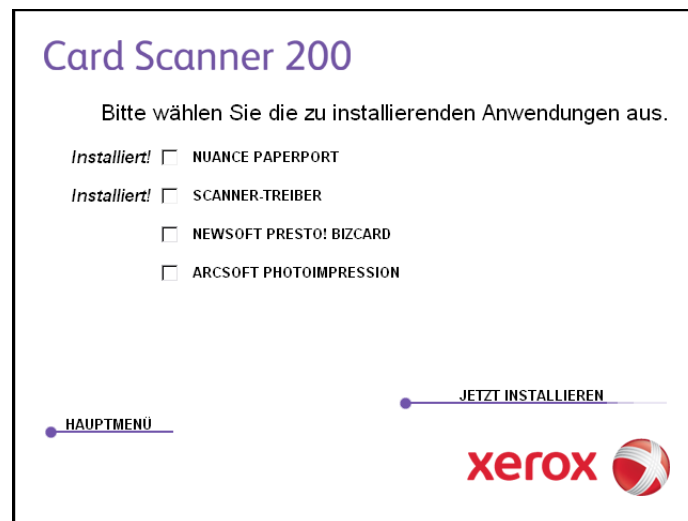 Card Scanner 200
Bitte wählen Sie die zu installierenden Anwendungen aus.
Installiert! NUANCE PAPERPORT
Installiert! SCANNER-TREIBER
NEWSOFT PRESTO! BIZCARD
ARCSOFT PHOTOIMPRESSION
JETZT INSTALLIEREN
HAUPTMENÜ
xerox